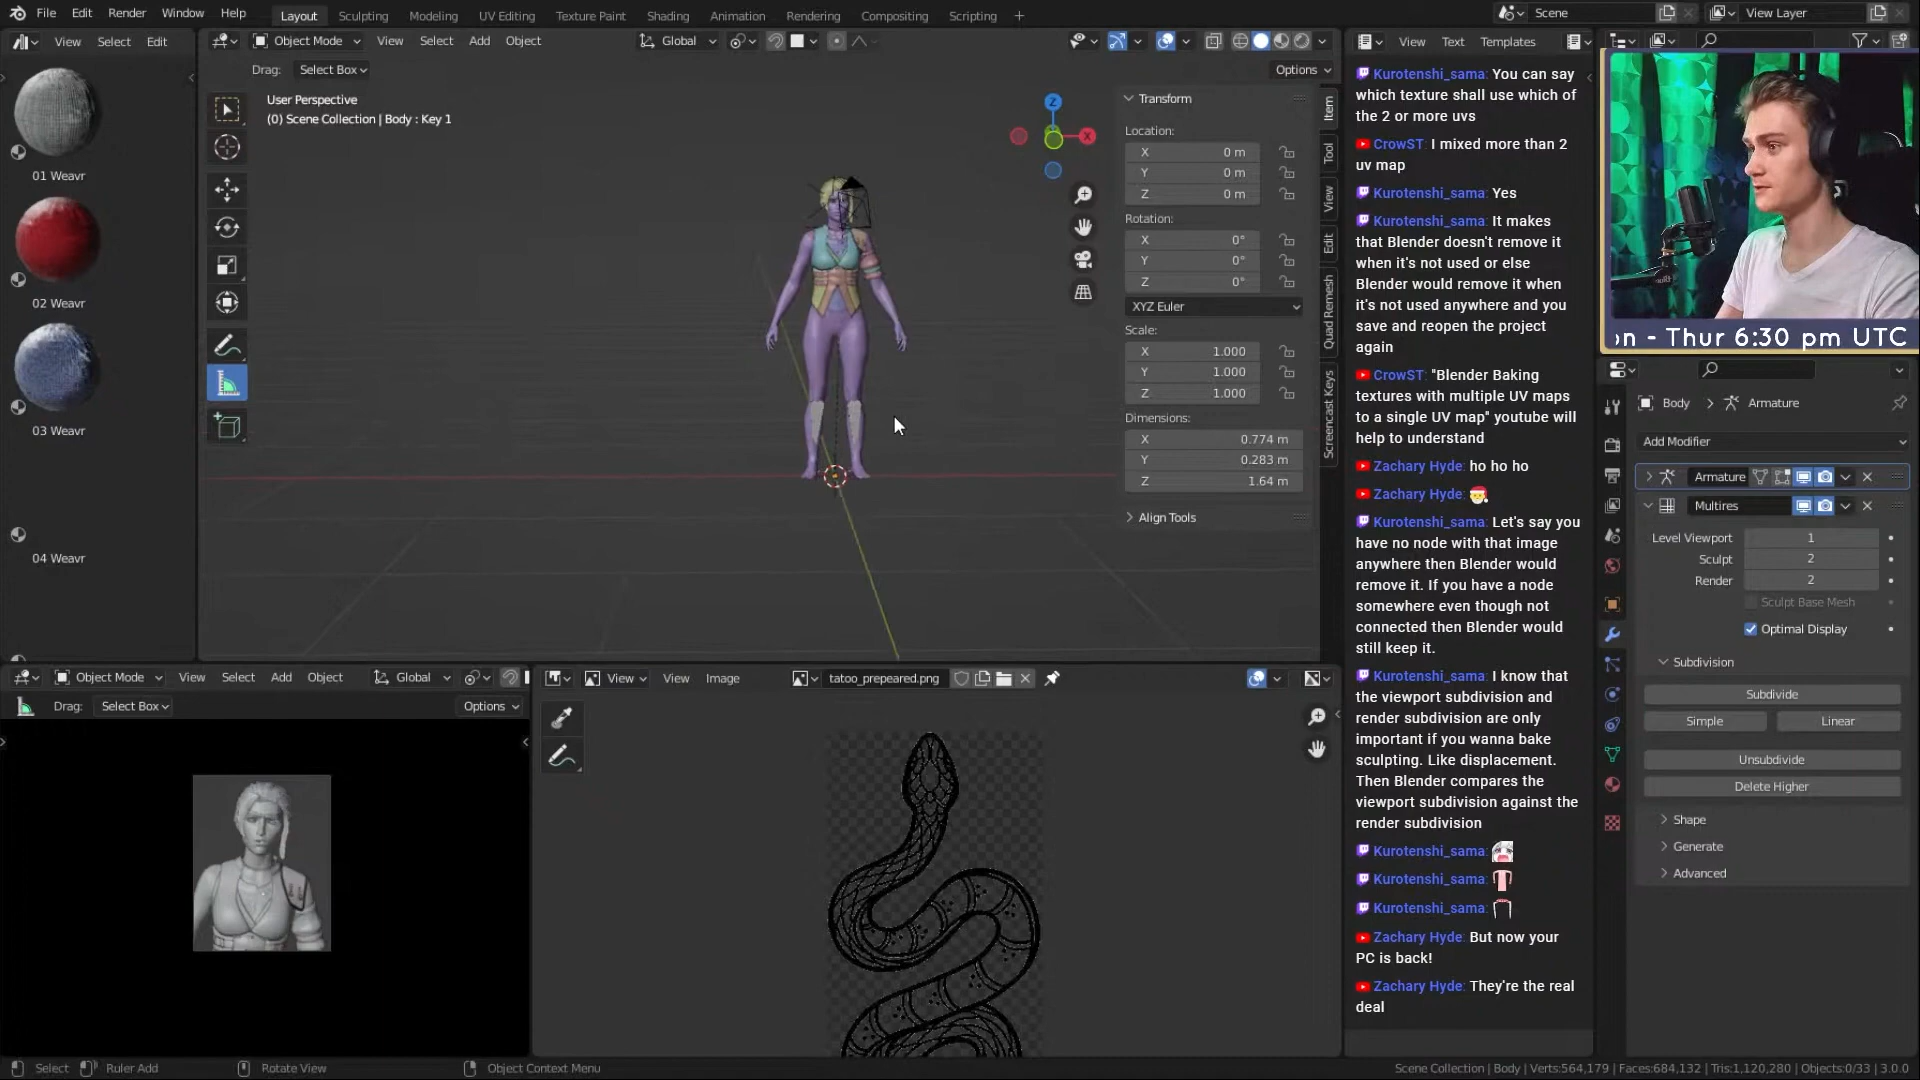 File Edit Render Window Help Layout Sculpting Modeling UV Editing Texture Paint Shading Animation Rendering Compositing Scripting + Scene View Layer
View Select Edit
Object Mode View Select Add Object Global
View Text Templates
Drag: Select Box Options
01 Weavr
02 Weavr
03 Weavr
04 Weavr
User Perspective
(0) Scene Collection | Body : Key 1
Z
X
Transform
Location:
X 0 m
Y 0 m
Z 0 m
Rotation:
X 0°
Y 0°
Z 0°
XYZ Euler
Scale:
X 1.000
Y 1.000
Z 1.000
Dimensions:
X 0.774 m
Y 0.283 m
Z 1.64 m
Align Tools
Item
Tool
View
Edit
Quad Remesh
Screencast Keys
Kurotenshi_sama: You can say
which texture shall use which of
the 2 or more uvs
CrowST: I mixed more than 2
uv map
Kurotenshi_sama: Yes
Kurotenshi_sama: It makes
that Blender doesn't remove it
when it's not used or else
Blender would remove it when
it's not used anywhere and you
save and reopen the project
again
CrowST: "Blender Baking
textures with multiple UV maps
to a single UV map" youtube will
help to understand
Zachary Hyde: ho ho ho
Zachary Hyde:
Kurotenshi_sama: Let's say you
have no node with that image
anywhere then Blender would
remove it. If you have a node
somewhere even though not
connected then Blender would
still keep it.
Kurotenshi_sama: I know that
the viewport subdivision and
render subdivision are only
important if you wanna bake
sculpting. Like displacement.
Then Blender compares the
viewport subdivision against the
render subdivision
Kurotenshi_sama:
Kurotenshi_sama:
Kurotenshi_sama:
Zachary Hyde: But now your
PC is back!
Zachary Hyde: They're the real
deal
on - Thur 6:30 pm UTC
Body > Armature
Add Modifier
Armature
Multires
Level Viewport 1
Sculpt 2
Render 2
Sculpt Base Mesh
Optimal Display
Subdivision
Subdivide
Simple Linear
Unsubdivide
Delete Higher
Shape
Generate
Advanced
Object Mode View Select Add Object Global
Drag: Select Box Options
View View Image tatoo_prepeared.png
Select Ruler Add Rotate View Object Context Menu
Scene Collection | Body | Verts:564,179 | Faces:684,132 | Tris:1,120,280 | Objects:0/33 | 3.0.0